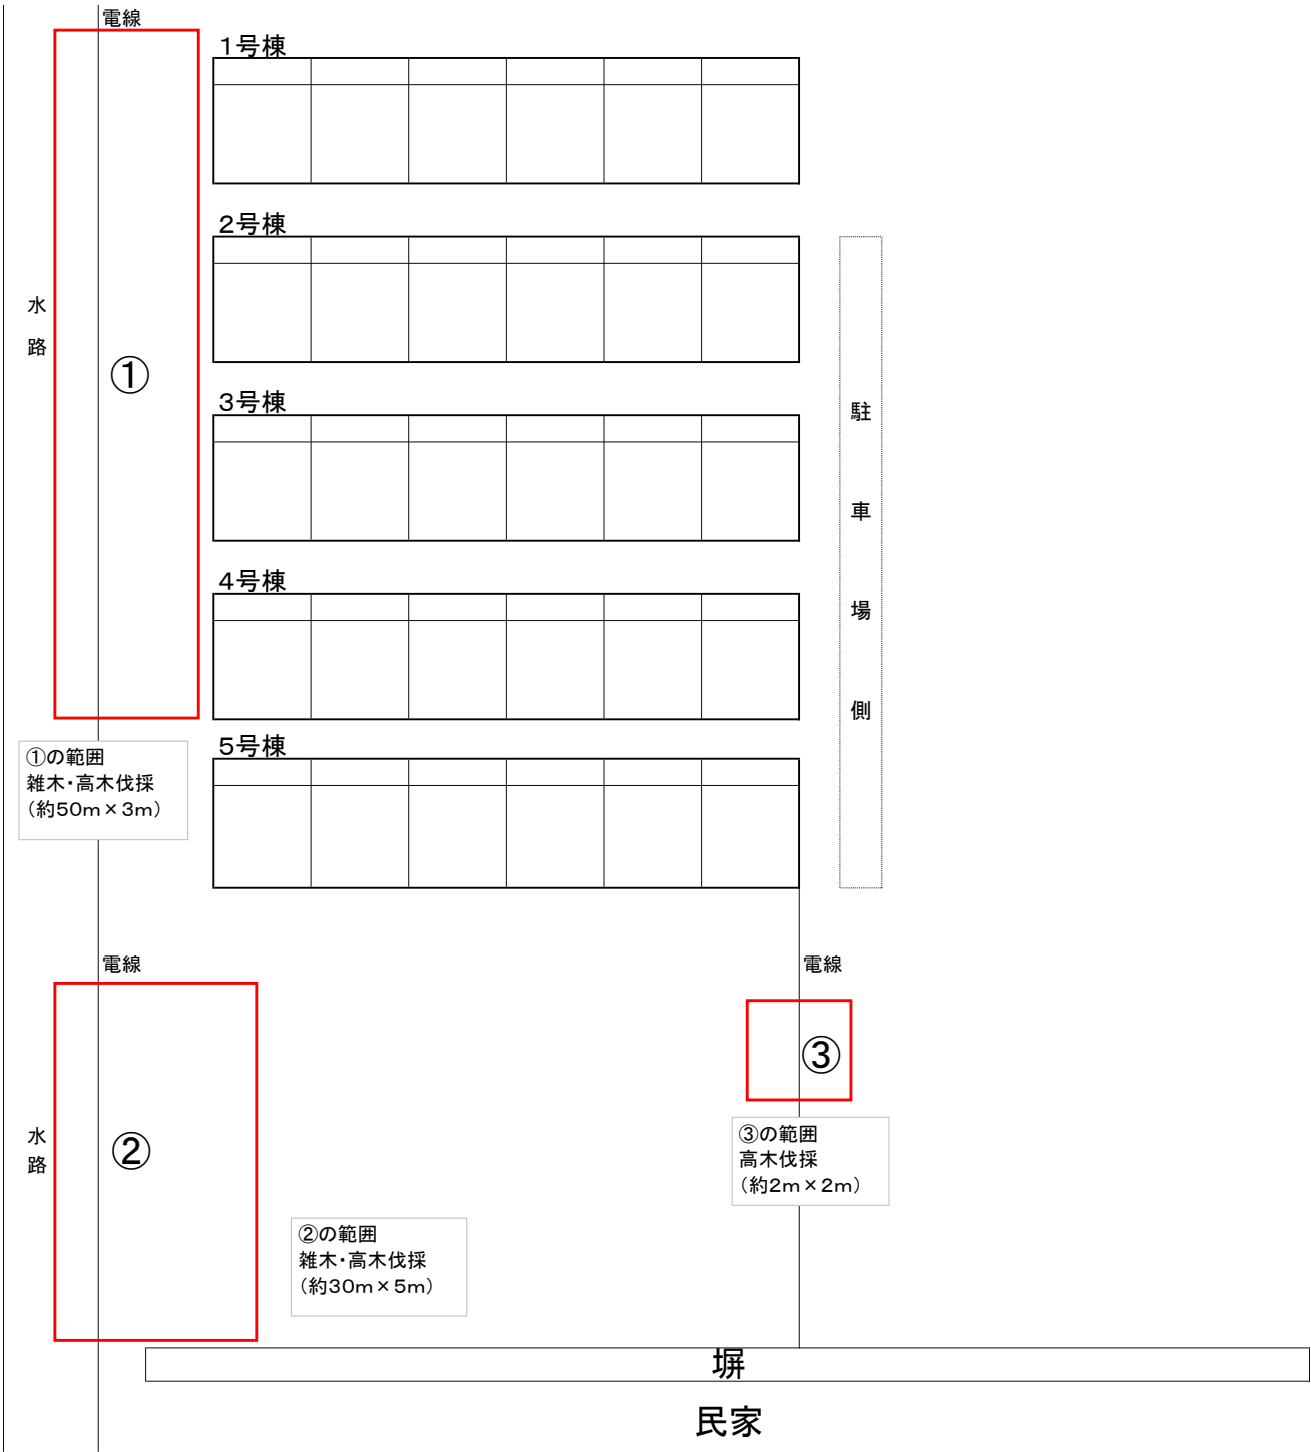 電線
1号棟
2号棟
水路
①
3号棟
駐車場側
4号棟
5号棟
①の範囲
雑木・高木伐採
（約50m×3m）
電線
電線
③
水路
②
③の範囲
高木伐採
（約2m×2m）
②の範囲
雑木・高木伐採
（約30m×5m）
塀
民家